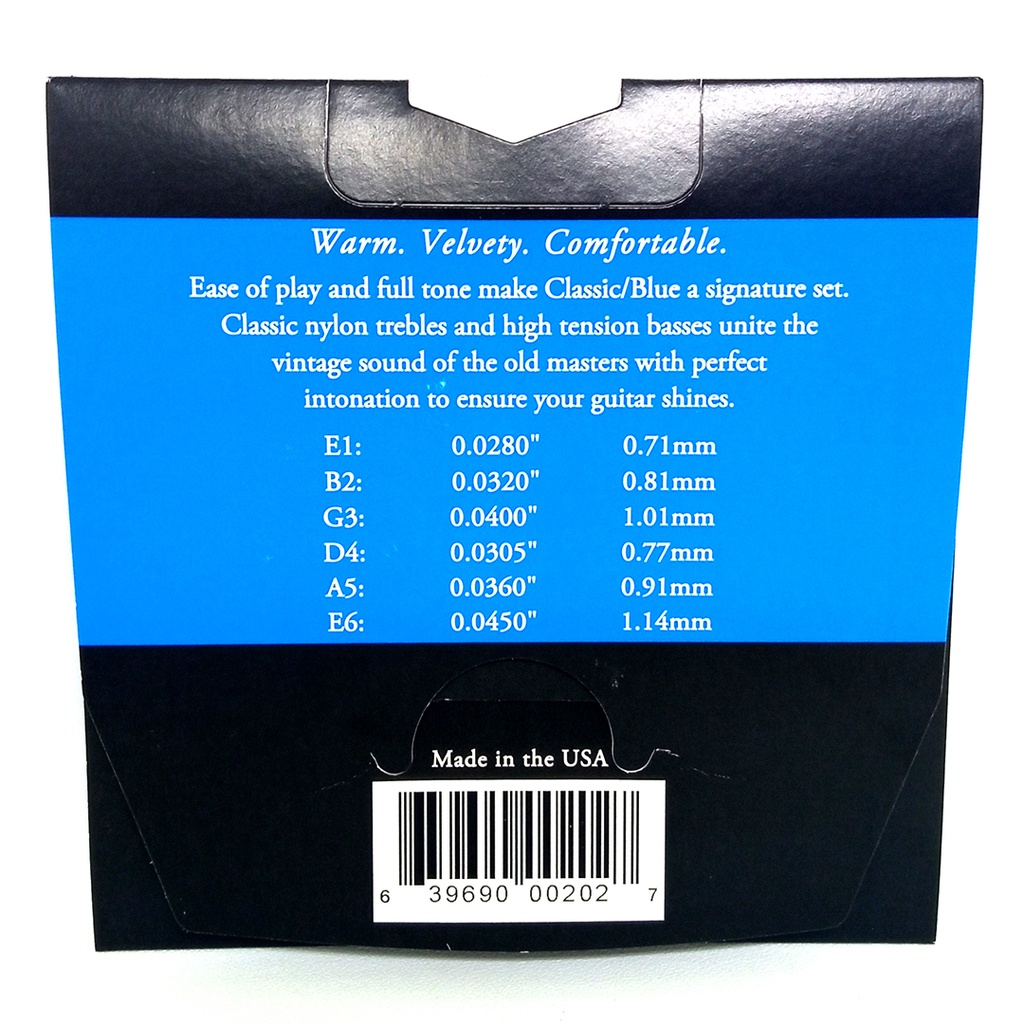 Warm. Velvety. Comfortable.
Ease of play and full tone make Classic/Blue a signature set.
Classic nylon trebles and high tension basses unite the
vintage sound of the old masters with perfect
intonation to ensure your guitar shines.
E1: 0.0280" 0.71mm
B2: 0.0320" 0.81mm
G3: 0.0400" 1.01mm
D4: 0.0305" 0.77mm
A5: 0.0360" 0.91mm
E6: 0.0450" 1.14mm
Made in the USA
6 39690 00202 7